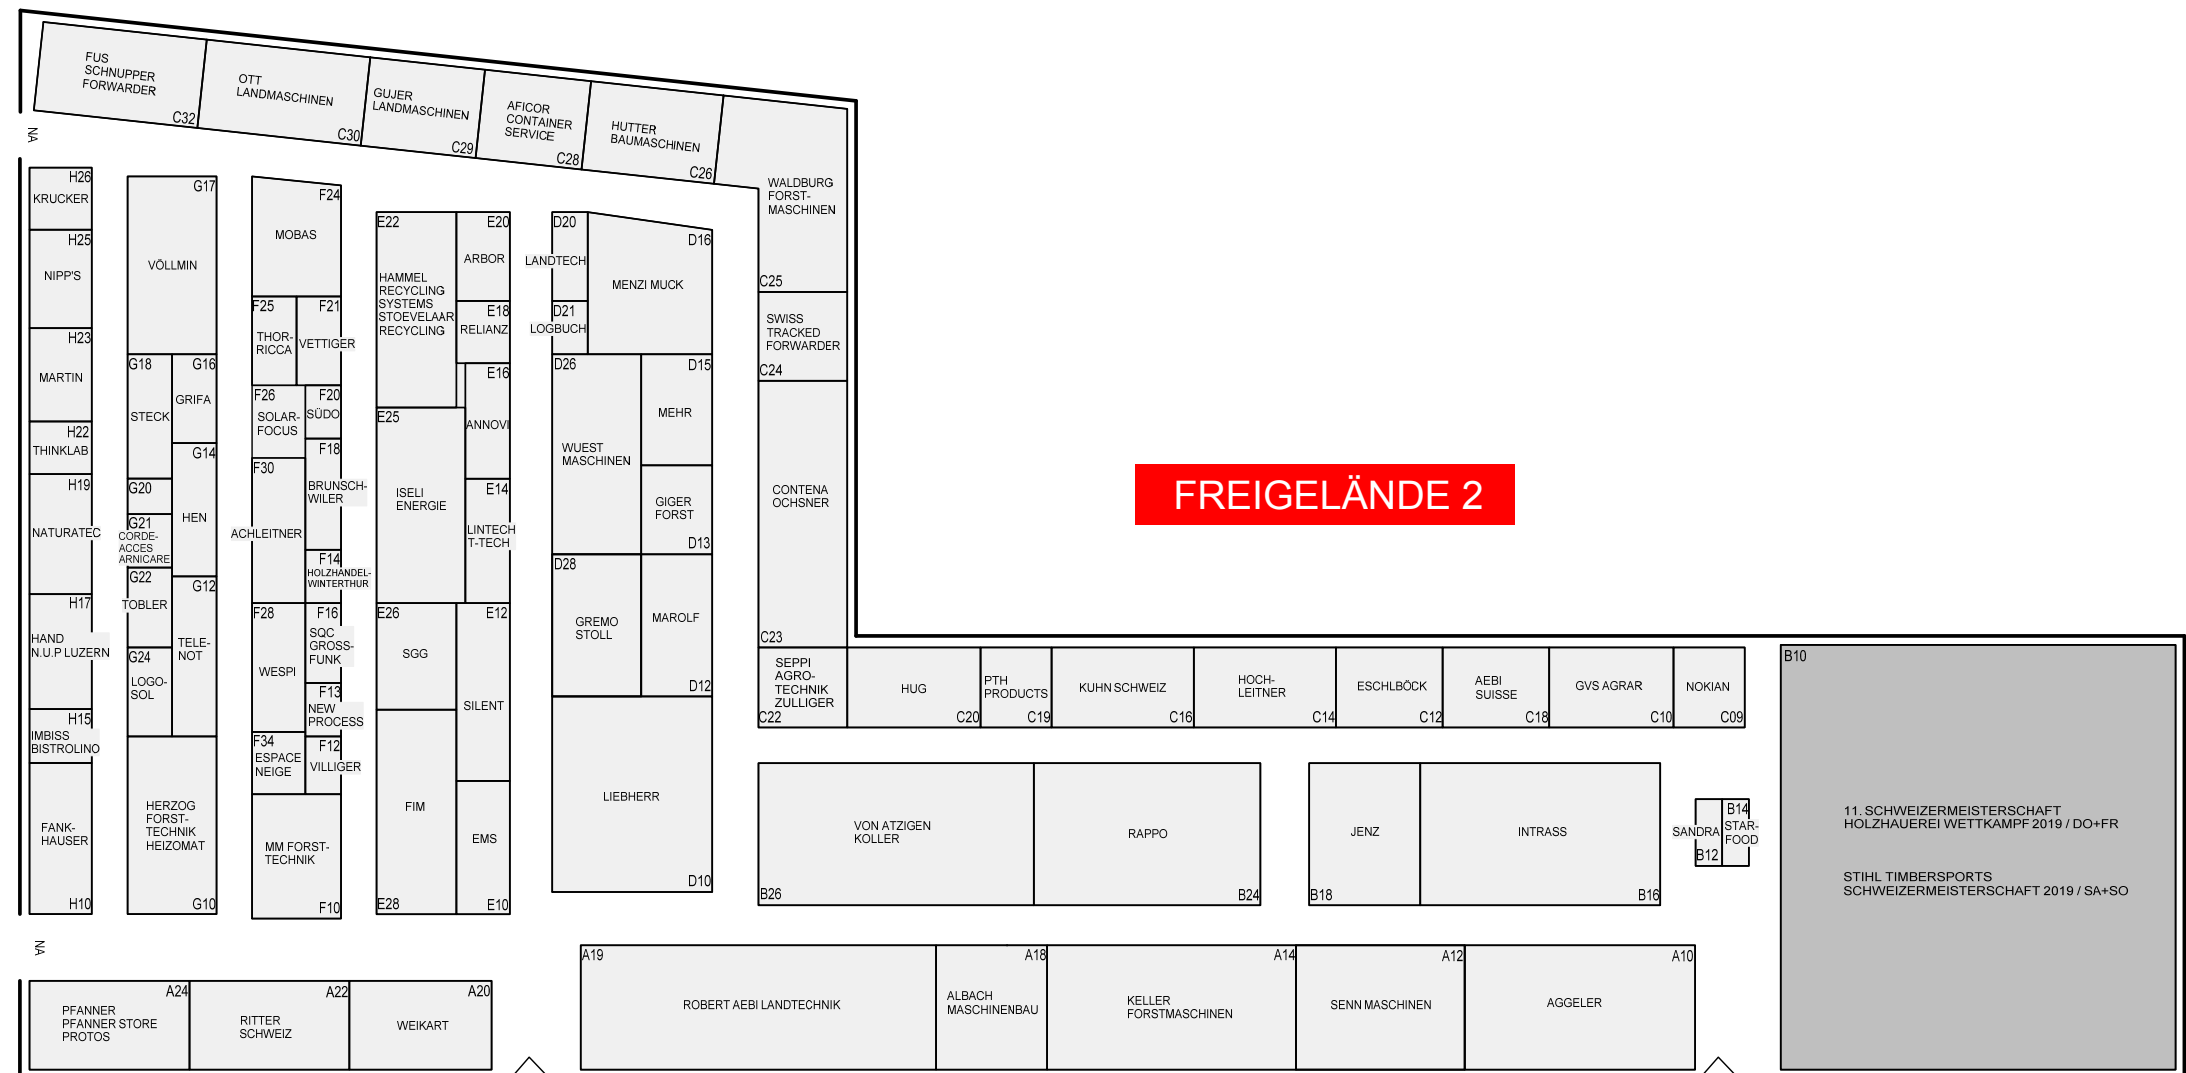 FUS
SCHNUPPER
FORWARDER
C32
OTT
LANDMASCHINEN
C30
GUJER
LANDMASCHINEN
C29
AFICOR
CONTAINER
SERVICE
C28
HUTTER
BAUMASCHINEN
C26
WALDBURG
FORST-
MASCHINEN
C25
SWISS
TRACKED
FORWARDER
C24
CONTENA
OCHSNER
C23
NA
H26
KRUCKER
H25
NIPP'S
H23
MARTIN
H22
THINKLAB
H19
NATURATEC
H17
HAND
N.U.P LUZERN
H15
IMBISS
BISTROLINO
FANK-
HAUSER
H10
NA
G17
VÖLLMIN
G18
STECK
G16
GRIFA
G14
HEN
G20
G21
CORDE-
ACCES
ARNICARE
G22
TOBLER
G12
TELE-
NOT
G24
LOGO-
SOL
HERZOG
FORST-
TECHNIK
HEIZOMAT
G10
F24
MOBAS
F25
THOR-
RICCA
F21
VETTIGER
F26
SOLAR-
FOCUS
F20
SÜDO
F18
BRUNSCH-
WILER
F30
ACHLEITNER
F14
HOLZHANDEL-
WINTERTHUR
F28
WESPI
F16
SQC
GROSS-
FUNK
F13
NEW
PROCESS
F34
ESPACE
NEIGE
F12
VILLIGER
MM FORST-
TECHNIK
F10
E22
HAMMEL
RECYCLING
SYSTEMS
STOEVELAAR
RECYCLING
E20
ARBOR
E18
RELIANZ
E16
ANNOVI
E25
ISELI
ENERGIE
E14
LINTECH
T-TECH
E26
SGG
E12
SILENT
FIM
E28
EMS
E10
D20
LANDTECH
D16
MENZI MUCK
D21
LOGBUCH
D26
WUEST
MASCHINEN
D15
MEHR
GIGER
FORST
D13
D28
GREMO
STOLL
MAROLF
D12
LIEBHERR
D10
FREIGELÄNDE 2
SEPPI
AGRO-
TECHNIK
ZULLIGER
C22
HUG
C20
PTH
PRODUCTS
C19
KUHN SCHWEIZ
C16
HOCH-
LEITNER
C14
ESCHLBÖCK
C12
AEBI
SUISSE
C18
GVS AGRAR
C10
NOKIAN
C09
VON ATZIGEN
KOLLER
B26
RAPPO
B24
JENZ
B18
INTRASS
B16
SANDRA
B12
B14
STAR-
FOOD
B10
11. SCHWEIZERMEISTERSCHAFT
HOLZHAUEREI WETTKAMPF 2019 / DO+FR
STIHL TIMBERSPORTS
SCHWEIZERMEISTERSCHAFT 2019 / SA+SO
A24
PFANNER
PFANNER STORE
PROTOS
A22
RITTER
SCHWEIZ
A20
WEIKART
A19
ROBERT AEBI LANDTECHNIK
A18
ALBACH
MASCHINENBAU
A14
KELLER
FORSTMASCHINEN
A12
SENN MASCHINEN
A10
AGGELER